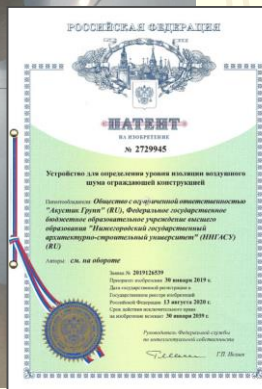 РОССИЙСКАЯ ФЕДЕРАЦИЯ
ПАТЕНТ
НА ИЗОБРЕТЕНИЕ
№ 2729945
Устройство для определения уровня изоляции воздушного
шума ограждающей конструкцией
Патентообладатели: Общество с ограниченной ответственностью
"Акустик Групп" (RU), Федеральное государственное
бюджетное образовательное учреждение высшего
образования "Нижегородский государственный
архитектурно-строительный университет" (ННГАСУ)
(RU)
Авторы: см. на обороте
Заявка № 2019126539
Приоритет изобретения 30 января 2019 г.
Дата государственной регистрации в
Государственном реестре изобретений
Российской Федерации 13 августа 2020 г.
Срок действия исключительного права
на изобретение истекает 30 января 2039 г.
Руководитель Федеральной службы
по интеллектуальной собственности
Г.П. Ивлиев